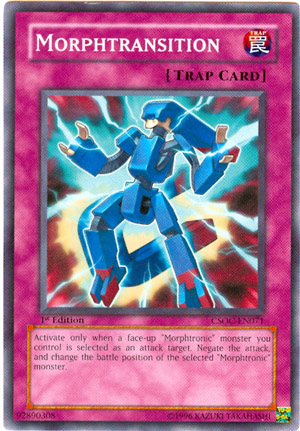 MORPHTRANSITION
TRAP
罠
[TRAP CARD]
1st Edition
CSOC-EN071
Activate only when a face-up "Morphtronic" monster you
control is selected as an attack target. Negate the attack,
and change the battle position of the selected "Morphtronic"
monster.
92890308
©1996 KAZUKI TAKAHASHI